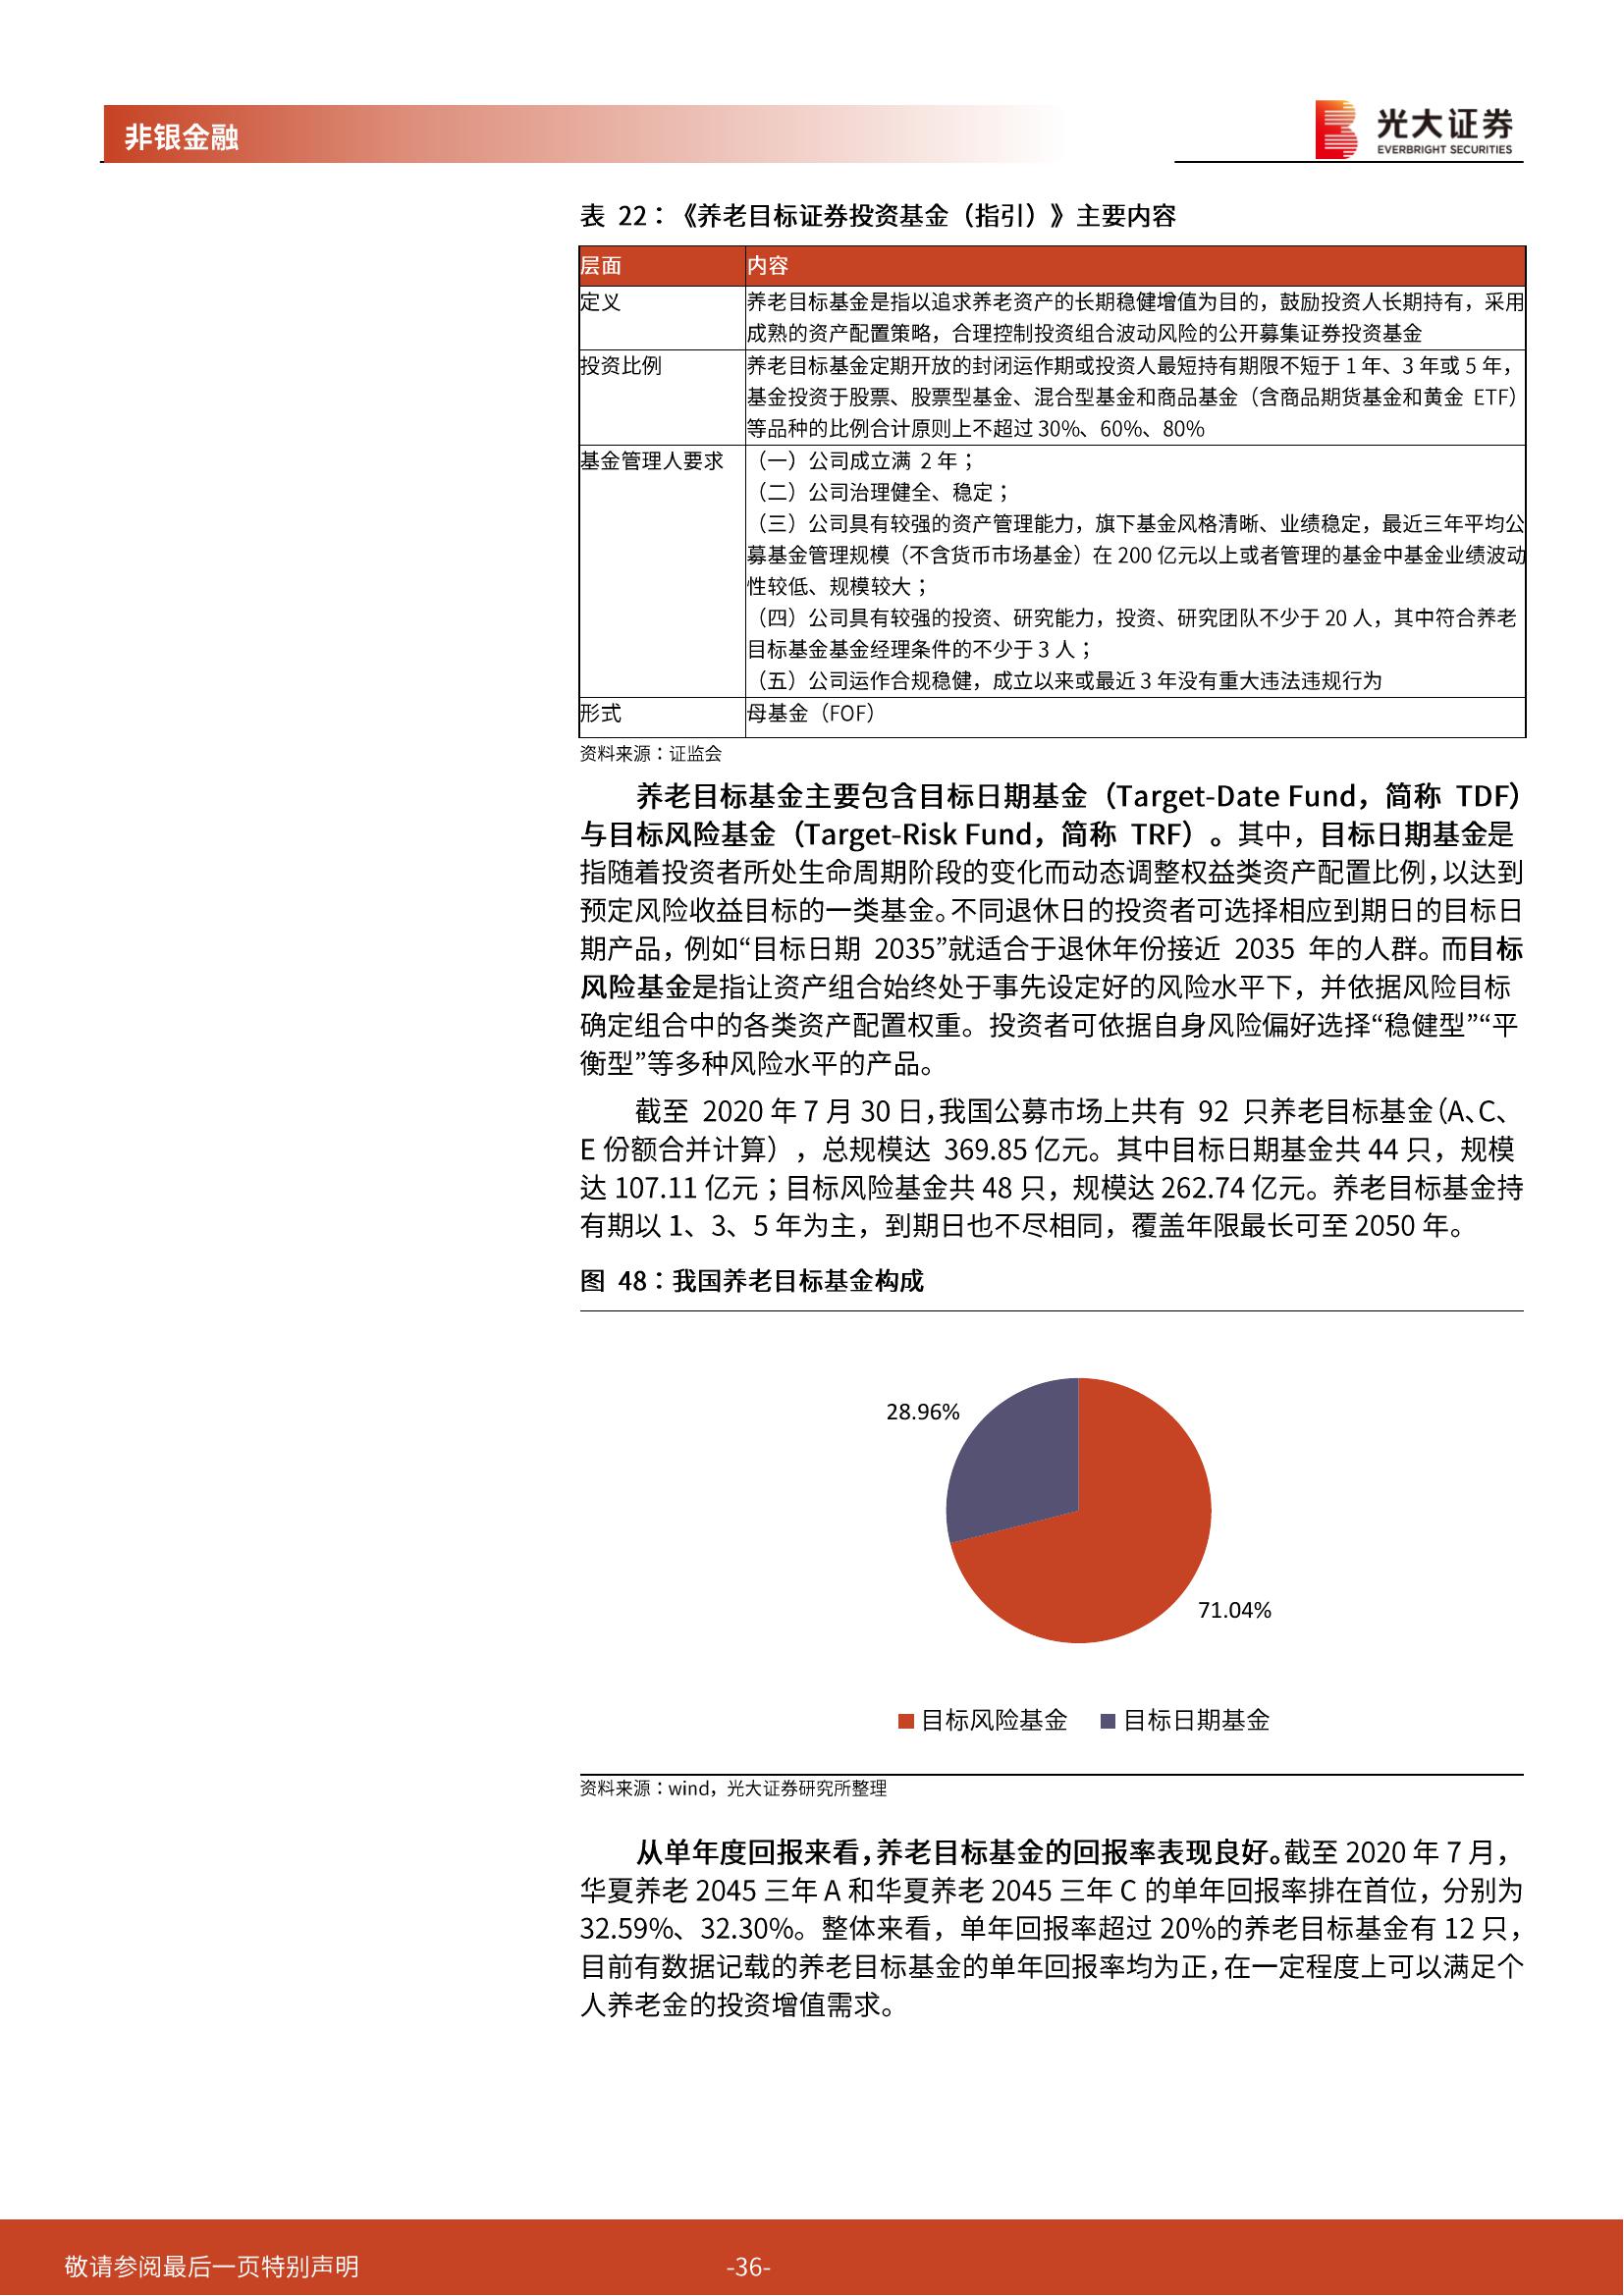 非银金融
光大证券
EVERBRIGHT SECURITIES
表 22：《养老目标证券投资基金（指引）》主要内容
层面 内容
定义 养老目标基金是指以追求养老资产的长期稳健增值为目的，鼓励投资人长期持有，采用
成熟的资产配置策略，合理控制投资组合波动风险的公开募集证券投资基金
投资比例 养老目标基金定期开放的封闭运作期或投资人最短持有期限不短于 1 年、3 年或 5 年，
基金投资于股票、股票型基金、混合型基金和商品基金（含商品期货基金和黄金 ETF）
等品种的比例合计原则上不超过 30%、60%、80%
基金管理人要求 （一）公司成立满 2 年；
（二）公司治理健全、稳定；
（三）公司具有较强的资产管理能力，旗下基金风格清晰、业绩稳定，最近三年平均公
募基金管理规模（不含货币市场基金）在 200 亿元以上或者管理的基金中基金业绩波动
性较低、规模较大；
（四）公司具有较强的投资、研究能力，投资、研究团队不少于 20 人，其中符合养老
目标基金基金经理条件的不少于 3 人；
（五）公司运作合规稳健，成立以来或最近 3 年没有重大违法违规行为
形式 母基金（FOF）
资料来源：证监会
养老目标基金主要包含目标日期基金（Target-Date Fund，简称 TDF）
与目标风险基金（Target-Risk Fund，简称 TRF）。其中，目标日期基金是
指随着投资者所处生命周期阶段的变化而动态调整权益类资产配置比例，以达到
预定风险收益目标的一类基金。不同退休日的投资者可选择相应到期日的目标日
期产品，例如“目标日期 2035”就适合于退休年份接近 2035 年的人群。而目标
风险基金是指让资产组合始终处于事先设定好的风险水平下，并依据风险目标
确定组合中的各类资产配置权重。投资者可依据自身风险偏好选择“稳健型”“平
衡型”等多种风险水平的产品。
截至 2020 年 7 月 30 日，我国公募市场上共有 92 只养老目标基金（A、C、
E 份额合并计算），总规模达 369.85 亿元。其中目标日期基金共 44 只，规模
达 107.11 亿元；目标风险基金共 48 只，规模达 262.74 亿元。养老目标基金持
有期以 1、3、5 年为主，到期日也不尽相同，覆盖年限最长可至 2050 年。
图 48：我国养老目标基金构成
28.96%
71.04%
目标风险基金 目标日期基金
资料来源：wind，光大证券研究所整理
从单年度回报来看，养老目标基金的回报率表现良好。截至 2020 年 7 月，
华夏养老 2045 三年 A 和华夏养老 2045 三年 C 的单年回报率排在首位，分别为
32.59%、32.30%。整体来看，单年回报率超过 20%的养老目标基金有 12 只，
目前有数据记载的养老目标基金的单年回报率均为正，在一定程度上可以满足个
人养老金的投资增值需求。
敬请参阅最后一页特别声明 -36-